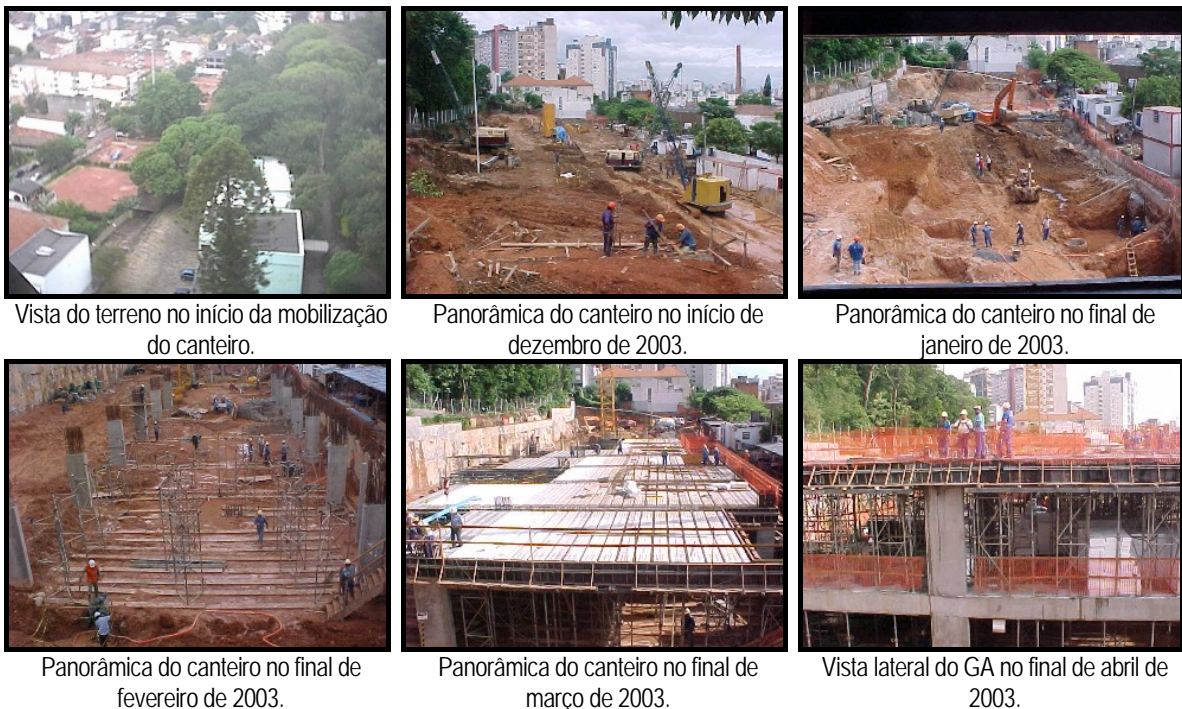 Vista do terreno no início da mobilização
do canteiro.
Panorâmica do canteiro no início de
dezembro de 2003.
Panorâmica do canteiro no final de
janeiro de 2003.
Panorâmica do canteiro no final de
fevereiro de 2003.
Panorâmica do canteiro no final de
março de 2003.
Vista lateral do GA no final de abril de
2003.